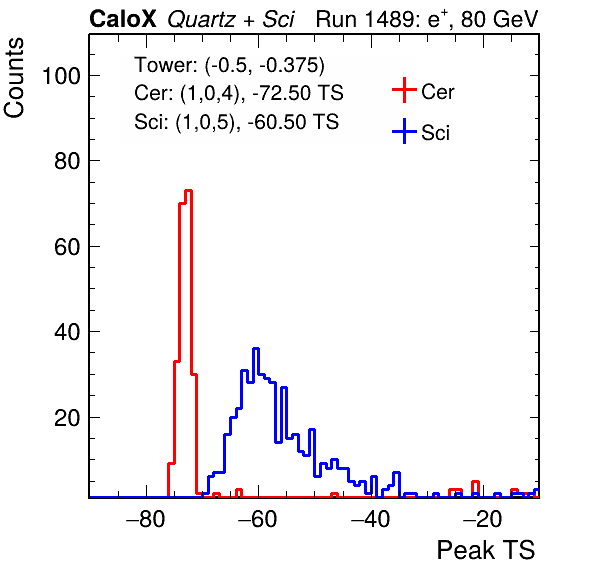 CaloX Quartz + Sci Run 1489: e+, 80 GeV
Counts
Tower: (-0.5, -0.375)
Cer: (1,0,4), -72.50 TS
Sci: (1,0,5), -60.50 TS
Cer
Sci
100
80
60
40
20
−80 −60 −40 −20
Peak TS